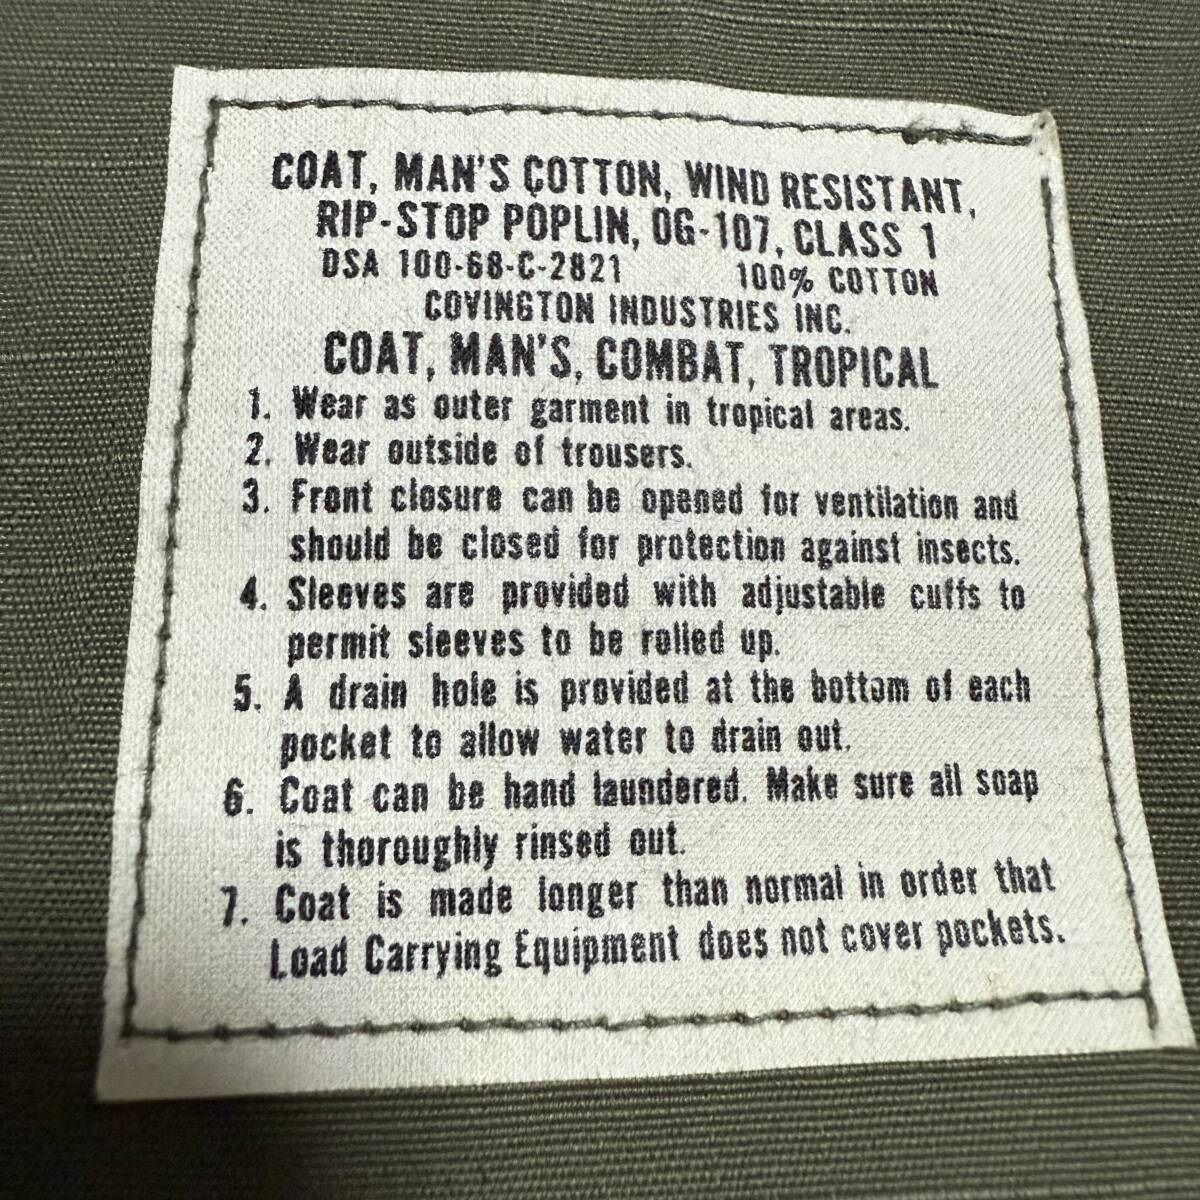 COAT, MAN'S COTTON, WIND RESISTANT,
RIP-STOP POPLIN, OG-107, CLASS 1
DSA 100-68-C-2821 100% COTTON
COVINGTON INDUSTRIES INC.
COAT, MAN'S, COMBAT, TROPICAL
1. Wear as outer garment in tropical areas.
2. Wear outside of trousers.
3. Front closure can be opened for ventilation and
should be closed for protection against insects.
4. Sleeves are provided with adjustable cuffs to
permit sleeves to be rolled up.
5. A drain hole is provided at the bottom of each
pocket to allow water to drain out.
6. Coat can be hand laundered. Make sure all soap
is thoroughly rinsed out.
7. Coat is made longer than normal in order that
Load Carrying Equipment does not cover pockets.